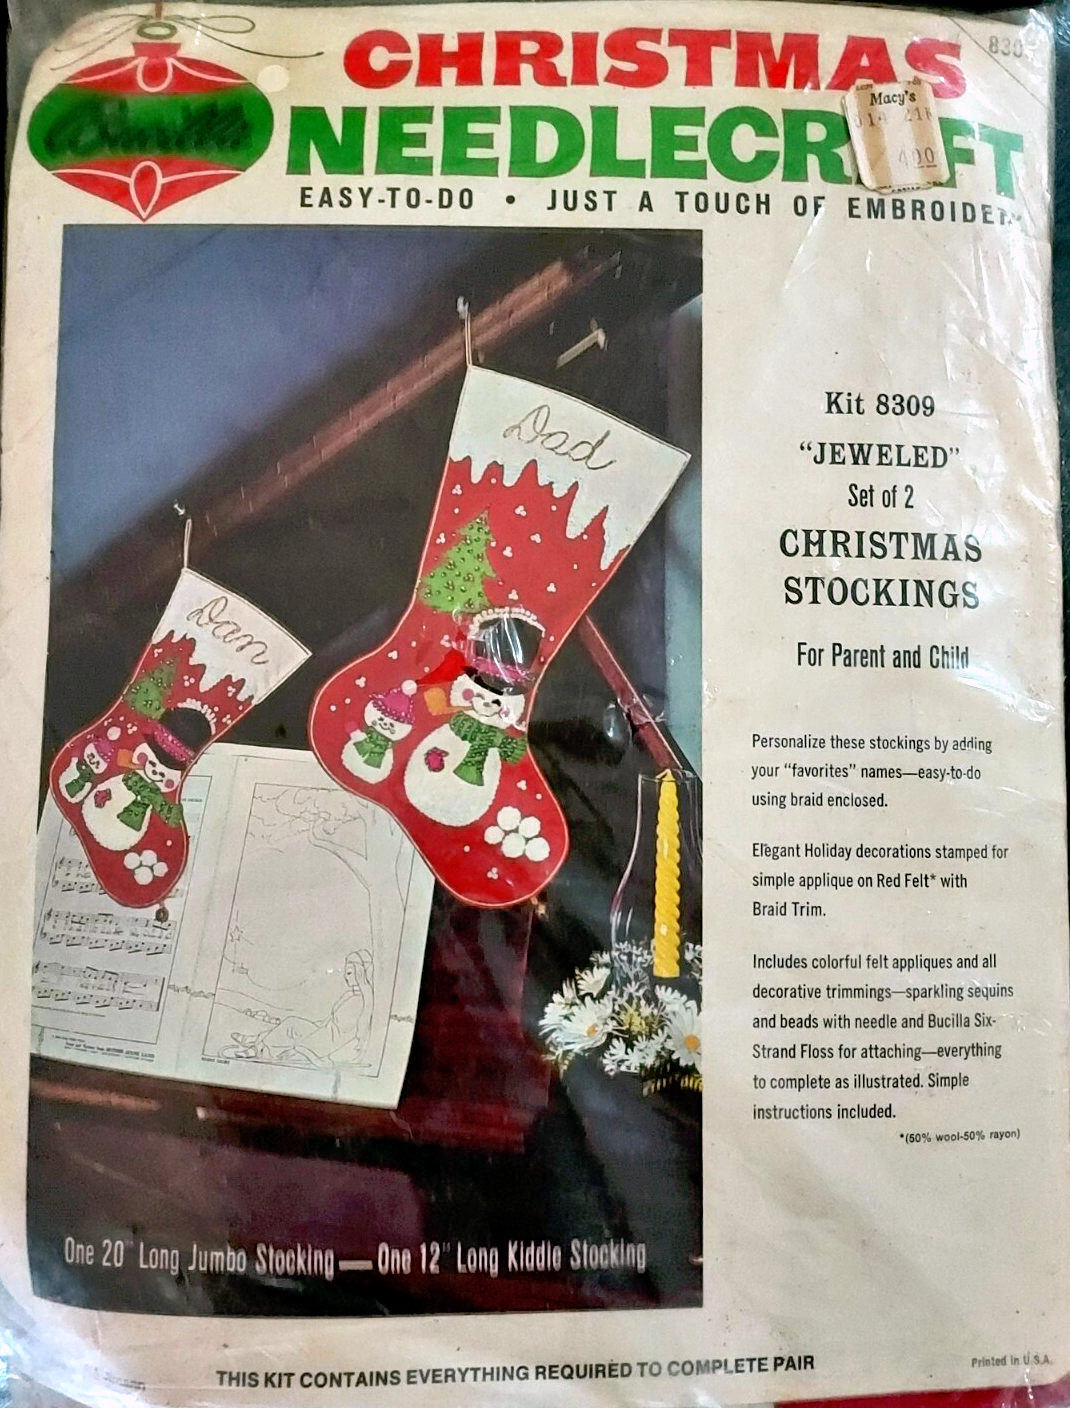 CHRISTMAS
830
Macy's
014 21
400
NEEDLECRAFT
EASY-TO-DO • JUST A TOUCH OF EMBROIDERY
Dad
Dan
Kit 8309
“JEWELED”
Set of 2
CHRISTMAS
STOCKINGS
For Parent and Child
Personalize these stockings by adding
your “favorites” names—easy-to-do
using braid enclosed.
Elegant Holiday decorations stamped for
simple applique on Red Felt* with
Braid Trim.
Includes colorful felt appliques and all
decorative trimmings—sparkling sequins
and beads with needle and Bucilla Six-
Strand Floss for attaching—everything
to complete as illustrated. Simple
instructions included.
*(50% wool-50% rayon)
One 20" Long Jumbo Stocking — One 12" Long Kiddie Stocking
THIS KIT CONTAINS EVERYTHING REQUIRED TO COMPLETE PAIR
Printed in U.S.A.